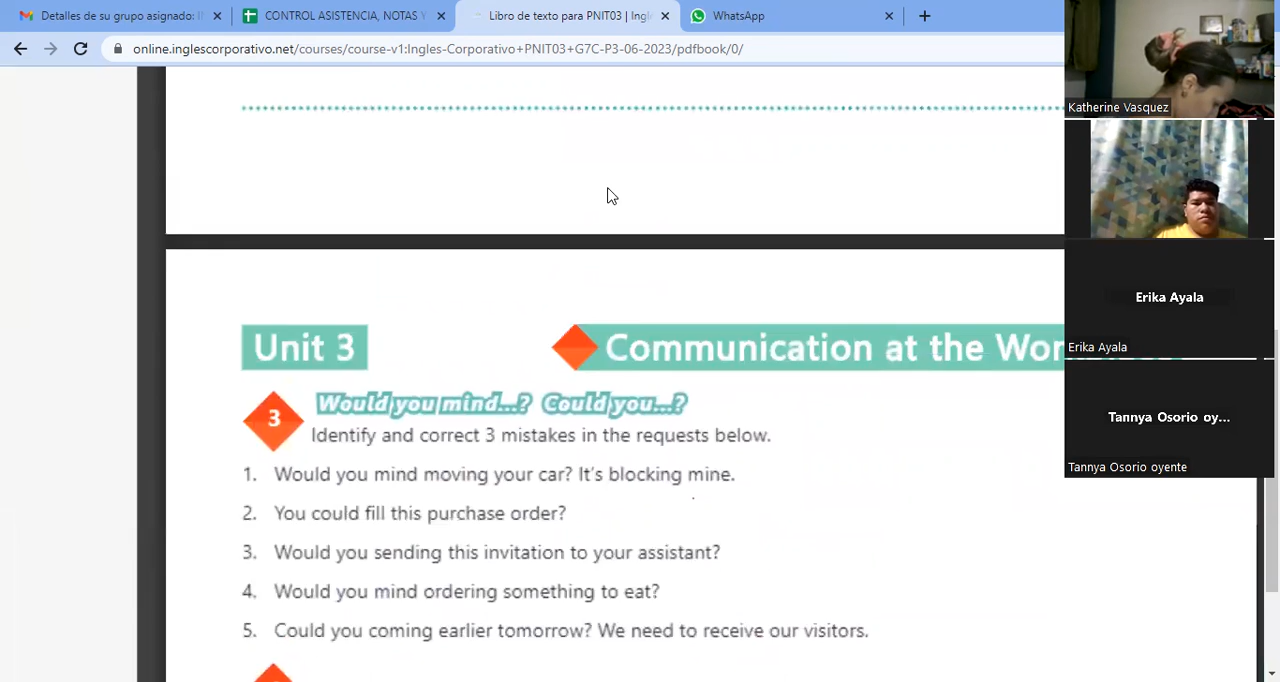 Detalles de su grupo asignado: I
CONTROL ASISTENCIA, NOTAS Y
Libro de texto para PNIT03 | Ingl
WhatsApp
online.inglescorporativo.net/courses/course-v1:Ingles-Corporativo+PNIT03+G7C-P3-06-2023/pdfbook/0/
Katherine Vasquez
Erika Ayala
Erika Ayala
Tannya Osorio oy...
Tannya Osorio oyente
Unit 3
Communication at the Wor
3
Would you mind...? Could you...?
Identify and correct 3 mistakes in the requests below.
1. Would you mind moving your car? It's blocking mine.
2. You could fill this purchase order?
3. Would you sending this invitation to your assistant?
4. Would you mind ordering something to eat?
5. Could you coming earlier tomorrow? We need to receive our visitors.